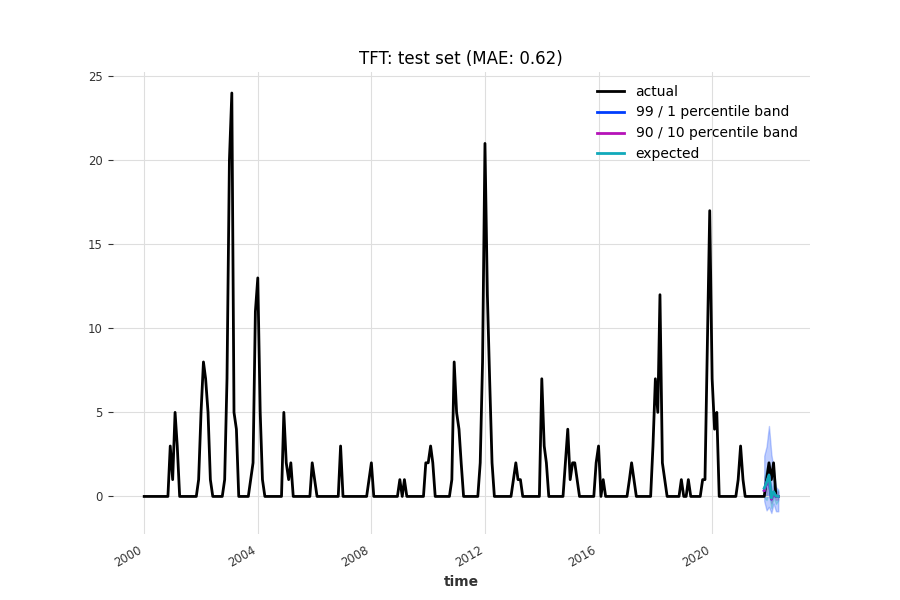 TFT: test set (MAE: 0.62)
25
20
15
10
5
0
actual
99 / 1 percentile band
90 / 10 percentile band
expected
2000
2004
2008
2012
2016
2020
time